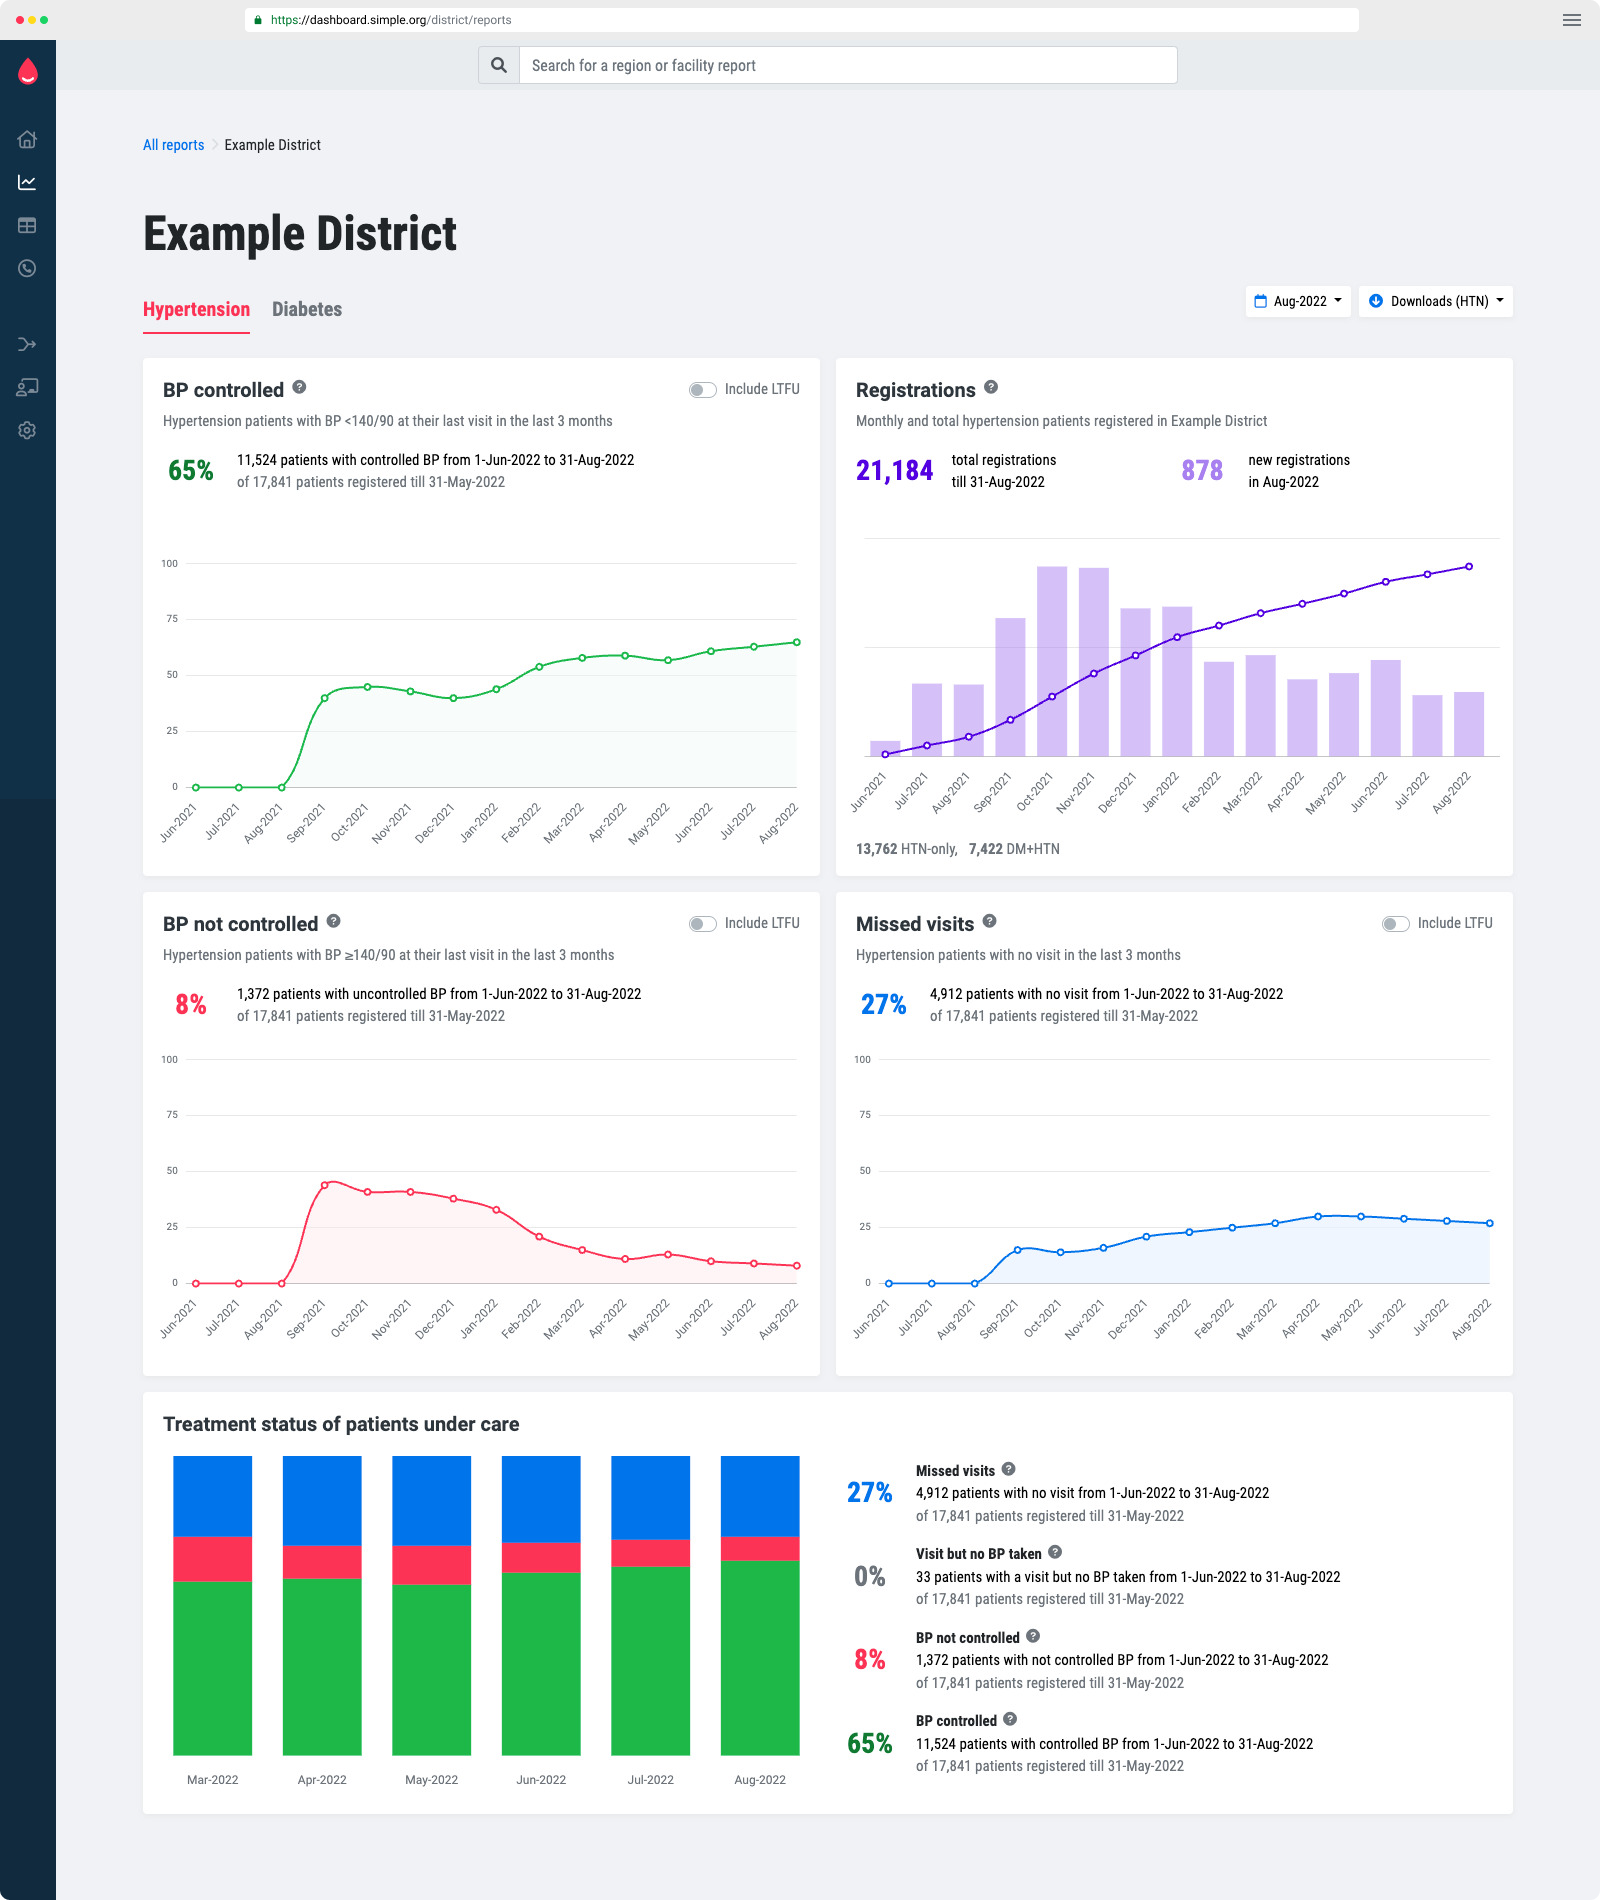 https://dashboard.simple.org/district/reports
Search for a region or facility report
All reports Example District
Example District
Hypertension Diabetes
Aug-2022
Downloads (HTN)
BP controlled
Include LTFU
Hypertension patients with BP <140/90 at their last visit in the last 3 months
65%
11,524 patients with controlled BP from 1-Jun-2022 to 31-Aug-2022
of 17,841 patients registered till 31-May-2022
100
75
50
25
0
Jun-2021 Jul-2021 Aug-2021 Sep-2021 Oct-2021 Nov-2021 Dec-2021 Jan-2022 Feb-2022 Mar-2022 Apr-2022 May-2022 Jun-2022 Jul-2022 Aug-2022
Registrations
Monthly and total hypertension patients registered in Example District
21,184
total registrations
till 31-Aug-2022
878
new registrations
in Aug-2022
Jun-2021 Jul-2021 Aug-2021 Sep-2021 Oct-2021 Nov-2021 Dec-2021 Jan-2022 Feb-2022 Mar-2022 Apr-2022 May-2022 Jun-2022 Jul-2022 Aug-2022
13,762 HTN-only, 7,422 DM+HTN
BP not controlled
Include LTFU
Hypertension patients with BP ≥140/90 at their last visit in the last 3 months
8%
1,372 patients with uncontrolled BP from 1-Jun-2022 to 31-Aug-2022
of 17,841 patients registered till 31-May-2022
100
75
50
25
0
Jun-2021 Jul-2021 Aug-2021 Sep-2021 Oct-2021 Nov-2021 Dec-2021 Jan-2022 Feb-2022 Mar-2022 Apr-2022 May-2022 Jun-2022 Jul-2022 Aug-2022
Missed visits
Include LTFU
Hypertension patients with no visit in the last 3 months
27%
4,912 patients with no visit from 1-Jun-2022 to 31-Aug-2022
of 17,841 patients registered till 31-May-2022
100
75
50
25
0
Jun-2021 Jul-2021 Aug-2021 Sep-2021 Oct-2021 Nov-2021 Dec-2021 Jan-2022 Feb-2022 Mar-2022 Apr-2022 May-2022 Jun-2022 Jul-2022 Aug-2022
Treatment status of patients under care
Mar-2022 Apr-2022 May-2022 Jun-2022 Jul-2022 Aug-2022
27%
Missed visits
4,912 patients with no visit from 1-Jun-2022 to 31-Aug-2022
of 17,841 patients registered till 31-May-2022
0%
Visit but no BP taken
33 patients with a visit but no BP taken from 1-Jun-2022 to 31-Aug-2022
of 17,841 patients registered till 31-May-2022
8%
BP not controlled
1,372 patients with not controlled BP from 1-Jun-2022 to 31-Aug-2022
of 17,841 patients registered till 31-May-2022
65%
BP controlled
11,524 patients with controlled BP from 1-Jun-2022 to 31-Aug-2022
of 17,841 patients registered till 31-May-2022